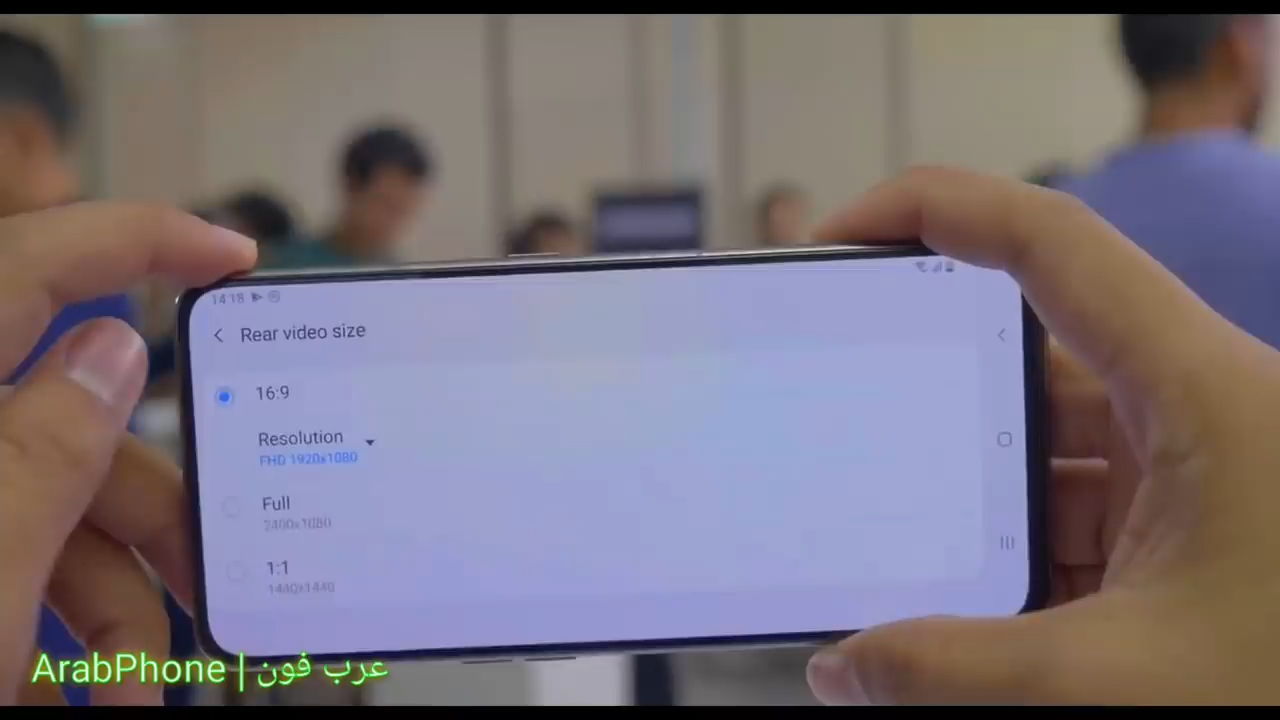 14:18
Rear video size
16:9
Resolution
FHD 1920x1080
Full
2400x1080
1:1
1440x1440
ArabPhone | عرب فون